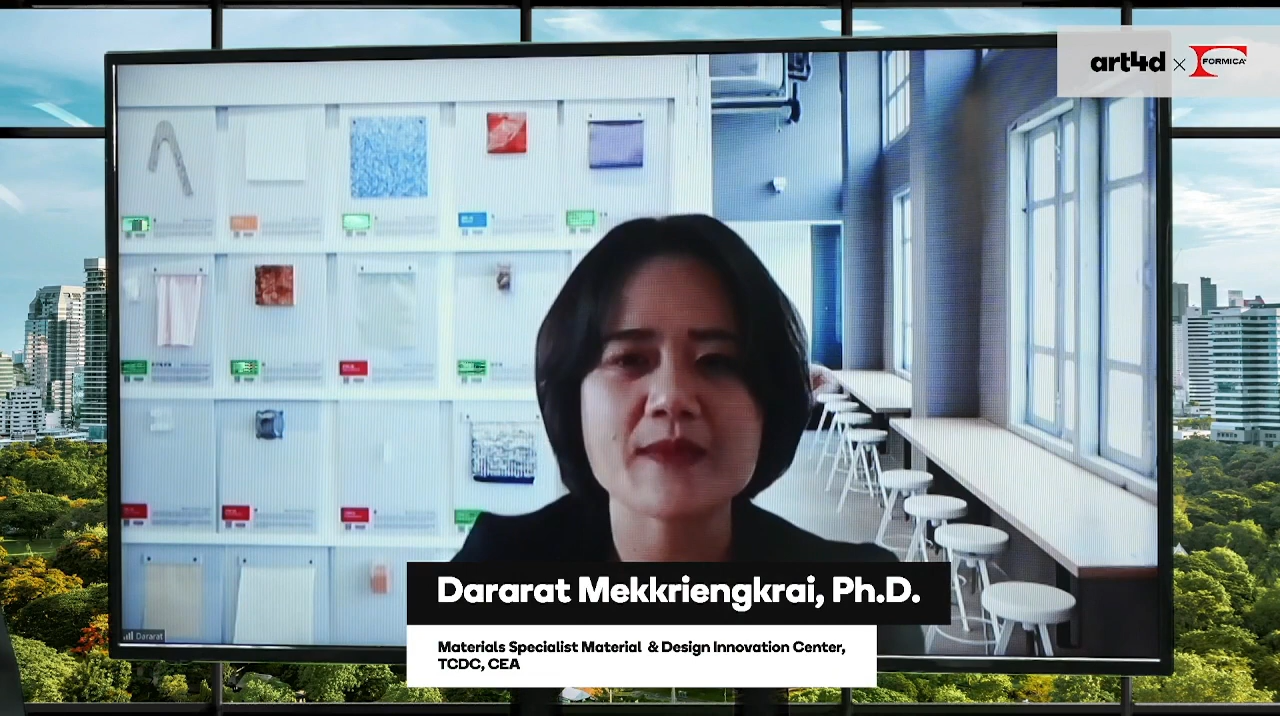 art4d × FORMICA
Dararat
Dararat Mekkriengkrai, Ph.D.
Materials Specialist Material & Design Innovation Center,
TCDC, CEA